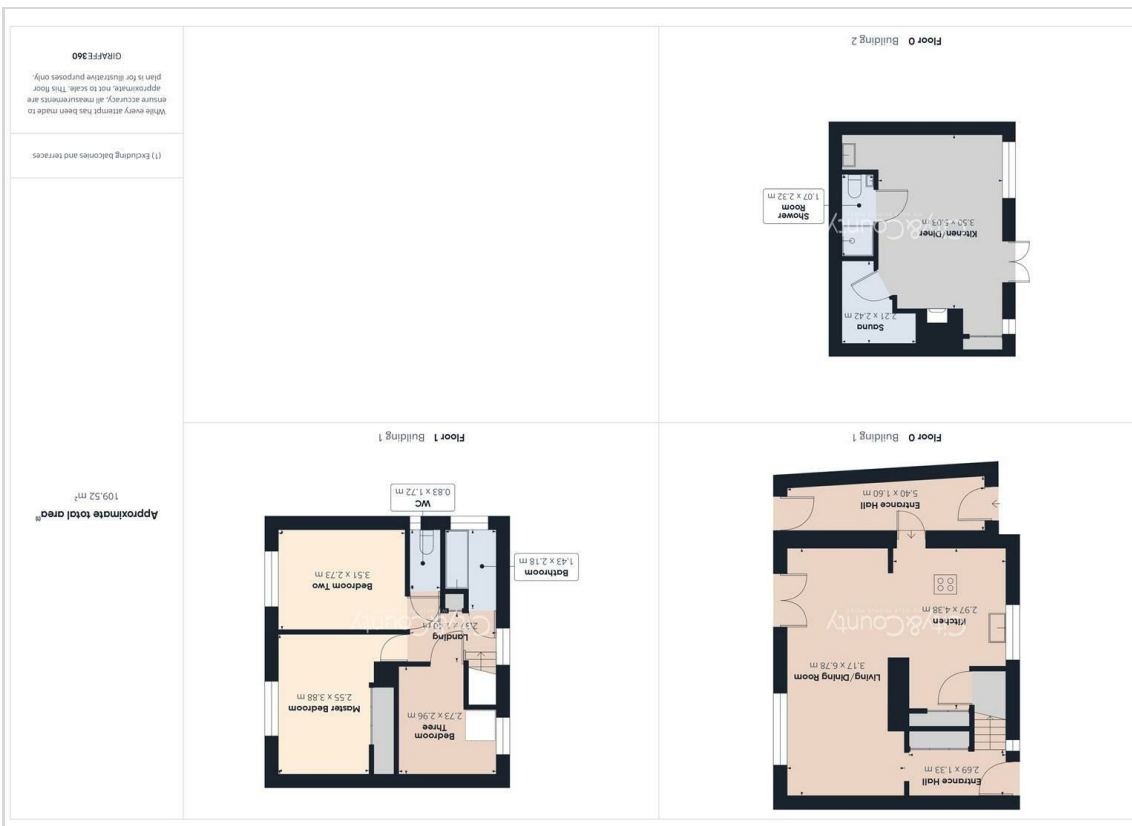 Floor 0 Building 1
Entrance Hall
2.69 x 1.33 m
Living/Dining Room
3.17 x 6.78 m
Kitchen
2.97 x 4.38 m
Entrance Hall
5.40 x 1.60 m
City&County
Floor 1 Building 1
Bedroom
Three
2.73 x 2.96 m
Master Bedroom
2.55 x 3.88 m
Landing
Bathroom
1.43 x 2.18 m
Bedroom Two
3.51 x 2.73 m
WC
0.83 x 1.72 m
City&County
Approximate total area(1)
109.52 m²
Floor 0 Building 2
Sauna
2.21 x 2.42 m
Kitchen/Diner
3.50 x 5.03 m
Shower
Room
1.07 x 2.32 m
City&County
(1) Excluding balconies and terraces
While every attempt has been made to
ensure accuracy, all measurements are
approximate, not to scale. This floor
plan is for illustrative purposes only.
GIRAFFE360